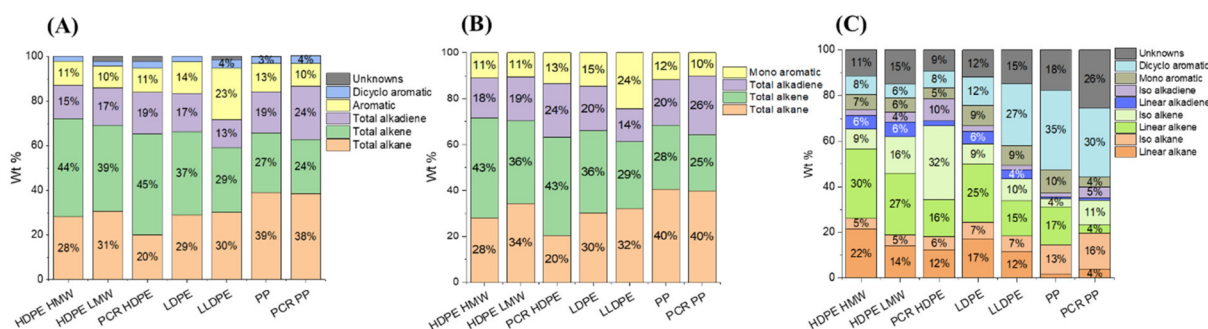 (A)
Wt %
100
80
60
40
20
0
11%
15%
44%
28%
10%
17%
39%
31%
11%
19%
45%
20%
14%
17%
37%
29%
4%
23%
13%
29%
30%
3%
13%
19%
27%
39%
4%
10%
24%
24%
38%
HDPE HMW
HDPE LMW
PCR HDPE
LDPE
LLDPE
PP
PCR PP
Unknowns
Dicyclo aromatic
Aromatic
Total alkadiene
Total alkene
Total alkane
(B)
Wt %
100
80
60
40
20
0
11%
18%
43%
28%
11%
19%
36%
34%
13%
24%
43%
20%
15%
20%
36%
30%
24%
14%
29%
32%
12%
20%
28%
40%
10%
26%
25%
40%
HDPE HMW
HDPE LMW
PCR HDPE
LDPE
LLDPE
PP
PCR PP
Mono aromatic
Total alkadiene
Total alkene
Total alkane
(C)
Wt %
100
80
60
40
20
0
11%
8%
7%
6%
9%
30%
5%
22%
15%
6%
6%
4%
6%
16%
27%
5%
14%
9%
8%
5%
10%
32%
16%
6%
12%
12%
12%
9%
6%
9%
25%
7%
17%
15%
27%
9%
4%
10%
15%
7%
12%
18%
35%
10%
4%
17%
13%
26%
30%
4%
5%
11%
4%
16%
4%
HDPE HMW
HDPE LMW
PCR HDPE
LDPE
LLDPE
PP
PCR PP
Unknowns
Dicyclo aromatic
Mono aromatic
Iso alkadiene
Linear alkadiene
Iso alkene
Linear alkene
Iso alkane
Linear alkane